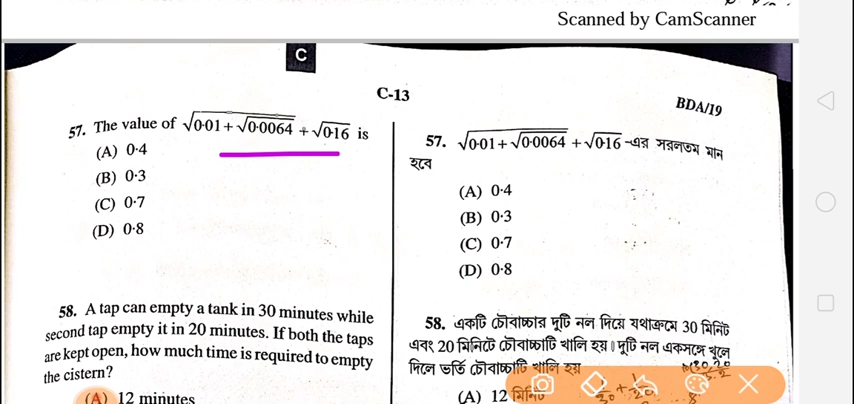 Scanned by CamScanner
C
C-13
BDA/19
57. The value of √0·01 + √0·0064 + √0·16 is
(A) 0·4
(B) 0·3
(C) 0·7
(D) 0·8
58. A tap can empty a tank in 30 minutes while
second tap empty it in 20 minutes. If both the taps
are kept open, how much time is required to empty
the cistern?
(A) 12 minutes
57. √0·01 + √0·0064 + √0·16 -এর সরলতম মান
হবে
(A) 0·4
(B) 0·3
(C) 0·7
(D) 0·8
58. একটি চৌবাচ্চার দুটি নল দিয়ে যথাক্রমে 30 মিনিট
এবং 20 মিনিটে চৌবাচ্চাটি খালি হয়। দুটি নল একসঙ্গে খুলে
দিলে ভর্তি চৌবাচ্চাটি খালি হয়
(A) 12 মিনিট